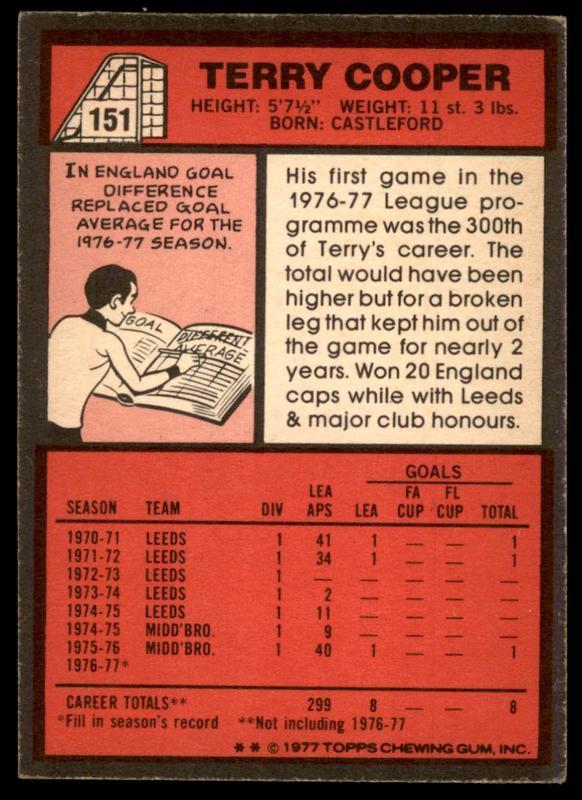 151
TERRY COOPER
HEIGHT: 5'7½" WEIGHT: 11 st. 3 lbs.
BORN: CASTLEFORD
IN ENGLAND GOAL
DIFFERENCE
REPLACED GOAL
AVERAGE FOR THE
1976-77 SEASON.
GOAL
DIFFERENT
AVERAGE
His first game in the
1976-77 League pro-
gramme was the 300th
of Terry's career. The
total would have been
higher but for a broken
leg that kept him out of
the game for nearly 2
years. Won 20 England
caps while with Leeds
& major club honours.
GOALS
LEA FA FL
SEASON TEAM DIV APS LEA CUP CUP TOTAL
1970-71 LEEDS 1 41 1 — — 1
1971-72 LEEDS 1 34 1 — — 1
1972-73 LEEDS 1 — — — —
1973-74 LEEDS 1 2 — — —
1974-75 LEEDS 1 11 — — —
1974-75 MIDD'BRO. 1 9 — — —
1975-76 MIDD'BRO. 1 40 1 — — 1
1976-77*
CAREER TOTALS** 299 8 — — 8
*Fill in season's record **Not including 1976-77
** © 1977 TOPPS CHEWING GUM, INC.